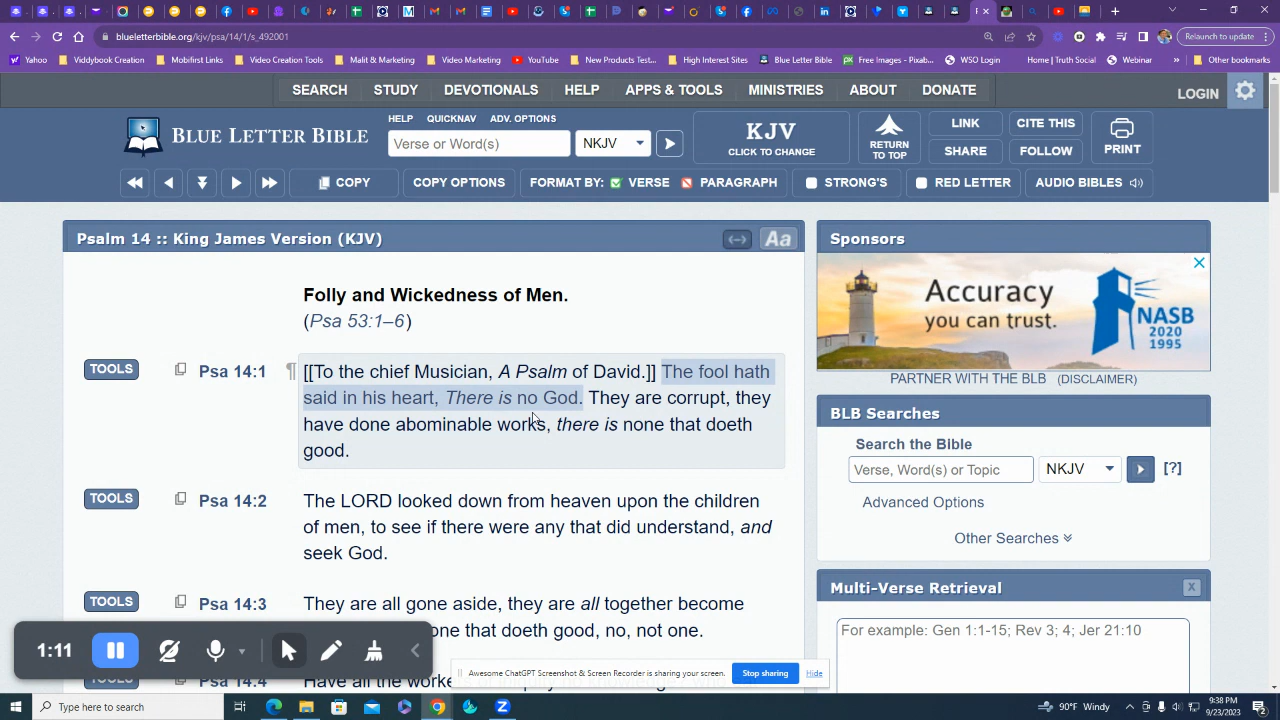 blueletterbible.org/kjv/psa/14/1/s_492001
Relaunch to update
Yahoo Viddybook Creation Mobifirst Links Video Creation Tools Malit & Marketing Video Marketing YouTube New Products Test... High Interest Sites Blue Letter Bible Free Images - Pixab... WSO Login Home | Truth Social Webinar » Other bookmarks
SEARCH STUDY DEVOTIONALS HELP APPS & TOOLS MINISTRIES ABOUT DONATE LOGIN
HELP QUICKNAV ADV. OPTIONS
BLUE LETTER BIBLE
Verse or Word(s) NKJV
KJV
CLICK TO CHANGE
RETURN
TO TOP
LINK CITE THIS
SHARE FOLLOW
PRINT
COPY COPY OPTIONS FORMAT BY: VERSE PARAGRAPH STRONG'S RED LETTER AUDIO BIBLES
Psalm 14 :: King James Version (KJV) Aa
Folly and Wickedness of Men.
(Psa 53:1–6)
TOOLS Psa 14:1 ¶ [[To the chief Musician, A Psalm of David.]] The fool hath
said in his heart, There is no God. They are corrupt, they
have done abominable works, there is none that doeth
good.
TOOLS Psa 14:2 The LORD looked down from heaven upon the children
of men, to see if there were any that did understand, and
seek God.
TOOLS Psa 14:3 They are all gone aside, they are all together become
one that doeth good, no, not one.
TOOLS Psa 14:4 Have all the worke
Sponsors
Accuracy
you can trust.
NASB
2020
1995
PARTNER WITH THE BLB (DISCLAIMER)
BLB Searches
Search the Bible
Verse, Word(s) or Topic NKJV [?]
Advanced Options
Other Searches
Multi-Verse Retrieval X
For example: Gen 1:1-15; Rev 3; 4; Jer 21:10
1:11
Awesome ChatGPT Screenshot & Screen Recorder is sharing your screen. Stop sharing Hide
Type here to search
90°F Windy
9:38 PM
9/23/2023
2